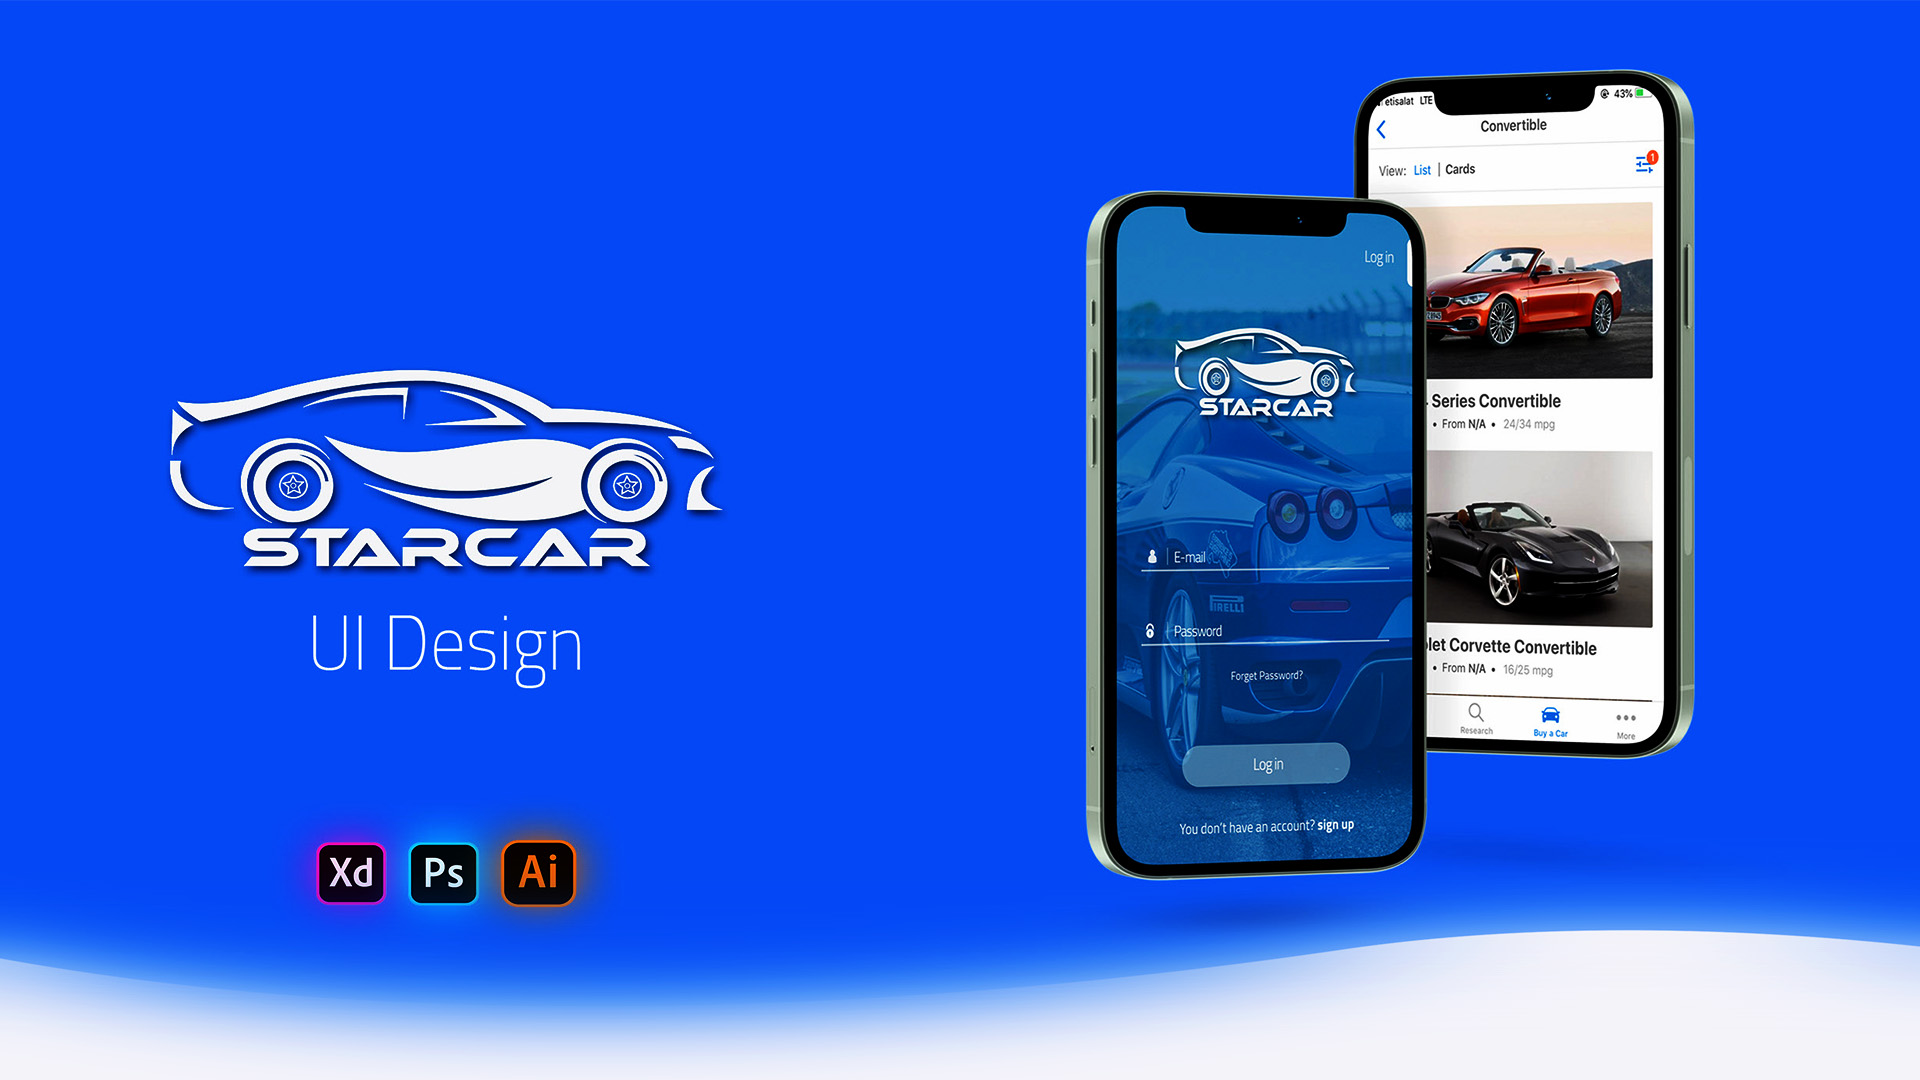 STARCAR
UI Design
Xd Ps Ai
Log in
STARCAR
E-mail
PIRELLI
Password
Forget Password?
Log in
You don't have an account? sign up
etisalat LTE 43%
Convertible
1
View: List | Cards
Series Convertible
• From N/A • 24/34 mpg
Corvette Convertible
• From N/A • 16/25 mpg
Research Buy a Car More